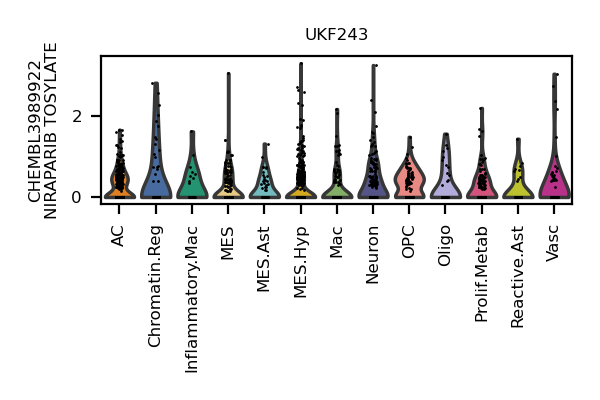 UKF243
CHEMBL3989922
NIRAPARIB TOSYLATE
2
0
AC
Chromatin.Reg
Inflammatory.Mac
MES
MES.Ast
MES.Hyp
Mac
Neuron
OPC
Oligo
Prolif.Metab
Reactive.Ast
Vasc